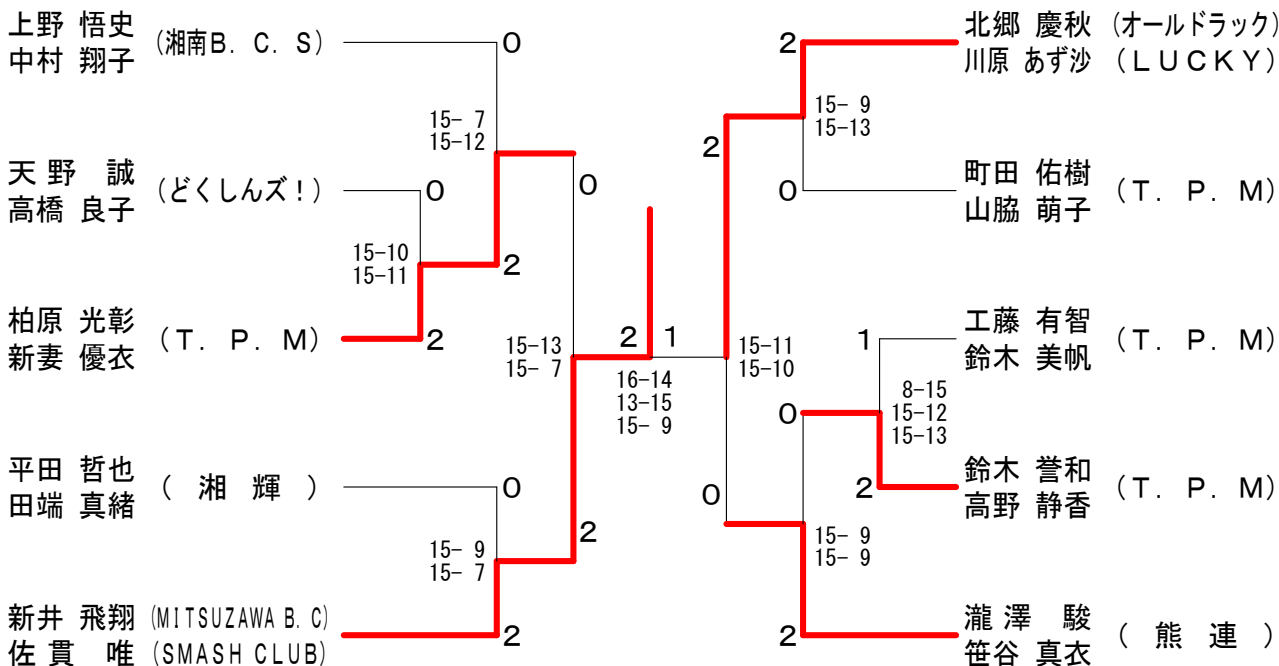 上野 悟史
中村 翔子
(湘南B. C. S)
0
15- 7
15-12
天 野 誠
高橋 良子
(どくしんズ!)
0
15-10
15-11
2
柏原 光彰
新妻 優衣
(T. P. M)
2
0
15-13
15- 7
平田 哲也
田端 真緒
( 湘 輝 )
0
15- 9
15- 7
2
新井 飛翔 (MITSUZAWA B. C)
佐 貫 唯 (SMASH CLUB)
2
2 1
16-14
13-15
15- 9
北郷 慶秋 (オールドラック)
川原 あず沙 (LUCKY)
2
15- 9
15-13
2
町田 佑樹
山脇 萌子
(T. P. M)
0
15-11
15-10
工藤 有智
鈴木 美帆
(T. P. M)
1
8-15
15-12
15-13
0
鈴木 誉和
高野 静香
(T. P. M)
2
0
15- 9
15- 9
瀧 澤 駿
笹谷 真衣
( 熊 連 )
2